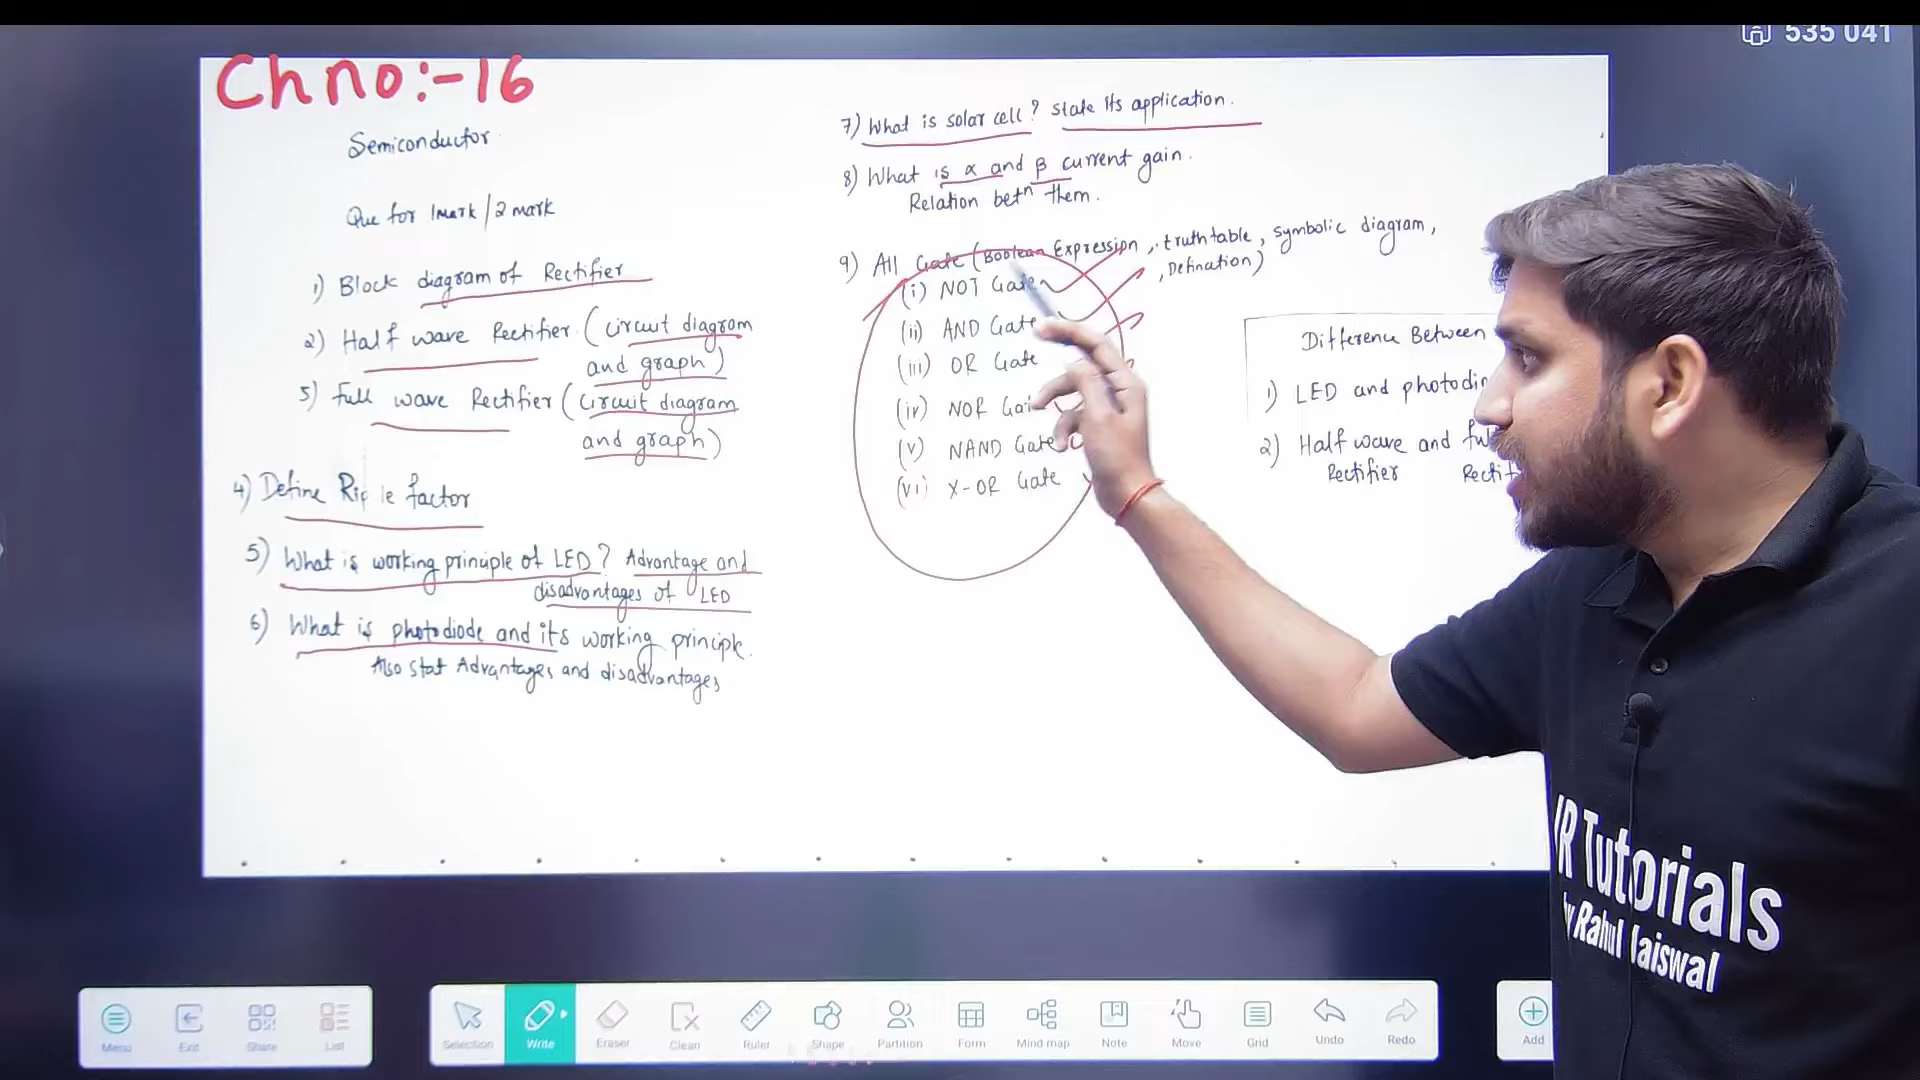 535 041
Ch no:-16
Semiconductor
Que for 1mark/2 mark
1) Block diagram of Rectifier
2) Half wave Rectifier (circuit diagram
and graph)
3) Full wave Rectifier (circuit diagram
and graph)
4) Define Rip le factor
5) What is working principle of LED? Advantage and
disadvantages of LED
6) What is photodiode and its working principle.
Also stat Advantages and disadvantages
7) What is solar cell? State its application.
8) What is α and β current gain.
Relation betn them.
9) All Gate (Boolean Expression, truth table, symbolic diagram,
, Defination)
(i) NOT Gate
(ii) AND Gate
(iii) OR Gate
(iv) NOR Gat
(v) NAND Gate
(vi) X-OR Gate
Difference Between
1) LED and photodi
2) Half wave and ful
Rectifier Rectif
VR Tutorials
by Rahul Jaiswal
Menu Exit Share List
Selection Write Eraser Clean Ruler Shape Partition Form Mind map Note Move Grid Undo Redo
Add